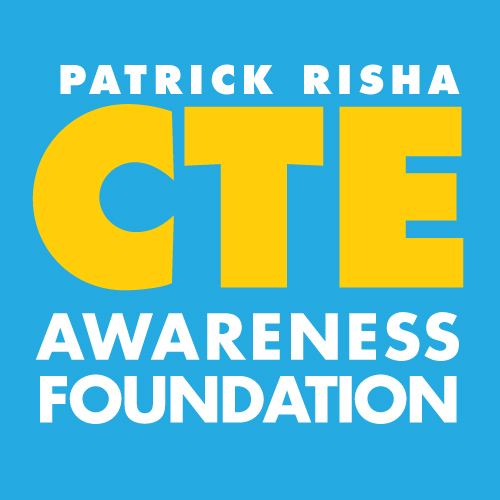 PATRICK RISHA
CTE
AWARENESS
FOUNDATION